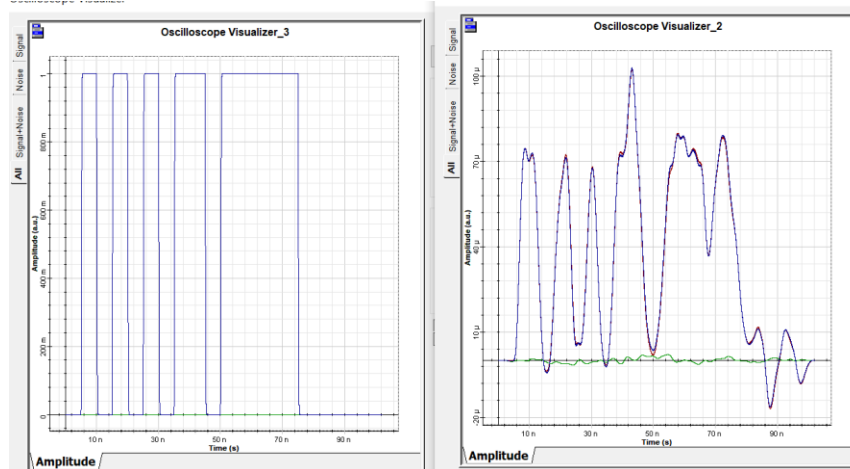 Oscilloscope Visualizer
Oscilloscope Visualizer_3
Signal
Noise
Signal+Noise
All
Amplitude (a.u.)
1
800 m
600 m
400 m
200 m
0
10 n 30 n 50 n 70 n 90 n
Time (s)
Amplitude
Oscilloscope Visualizer_2
Signal
Noise
Signal+Noise
All
Amplitude (a.u.)
100 µ
70 µ
40 µ
10 µ
-20 µ
10 n 30 n 50 n 70 n 90 n
Time (s)
Amplitude